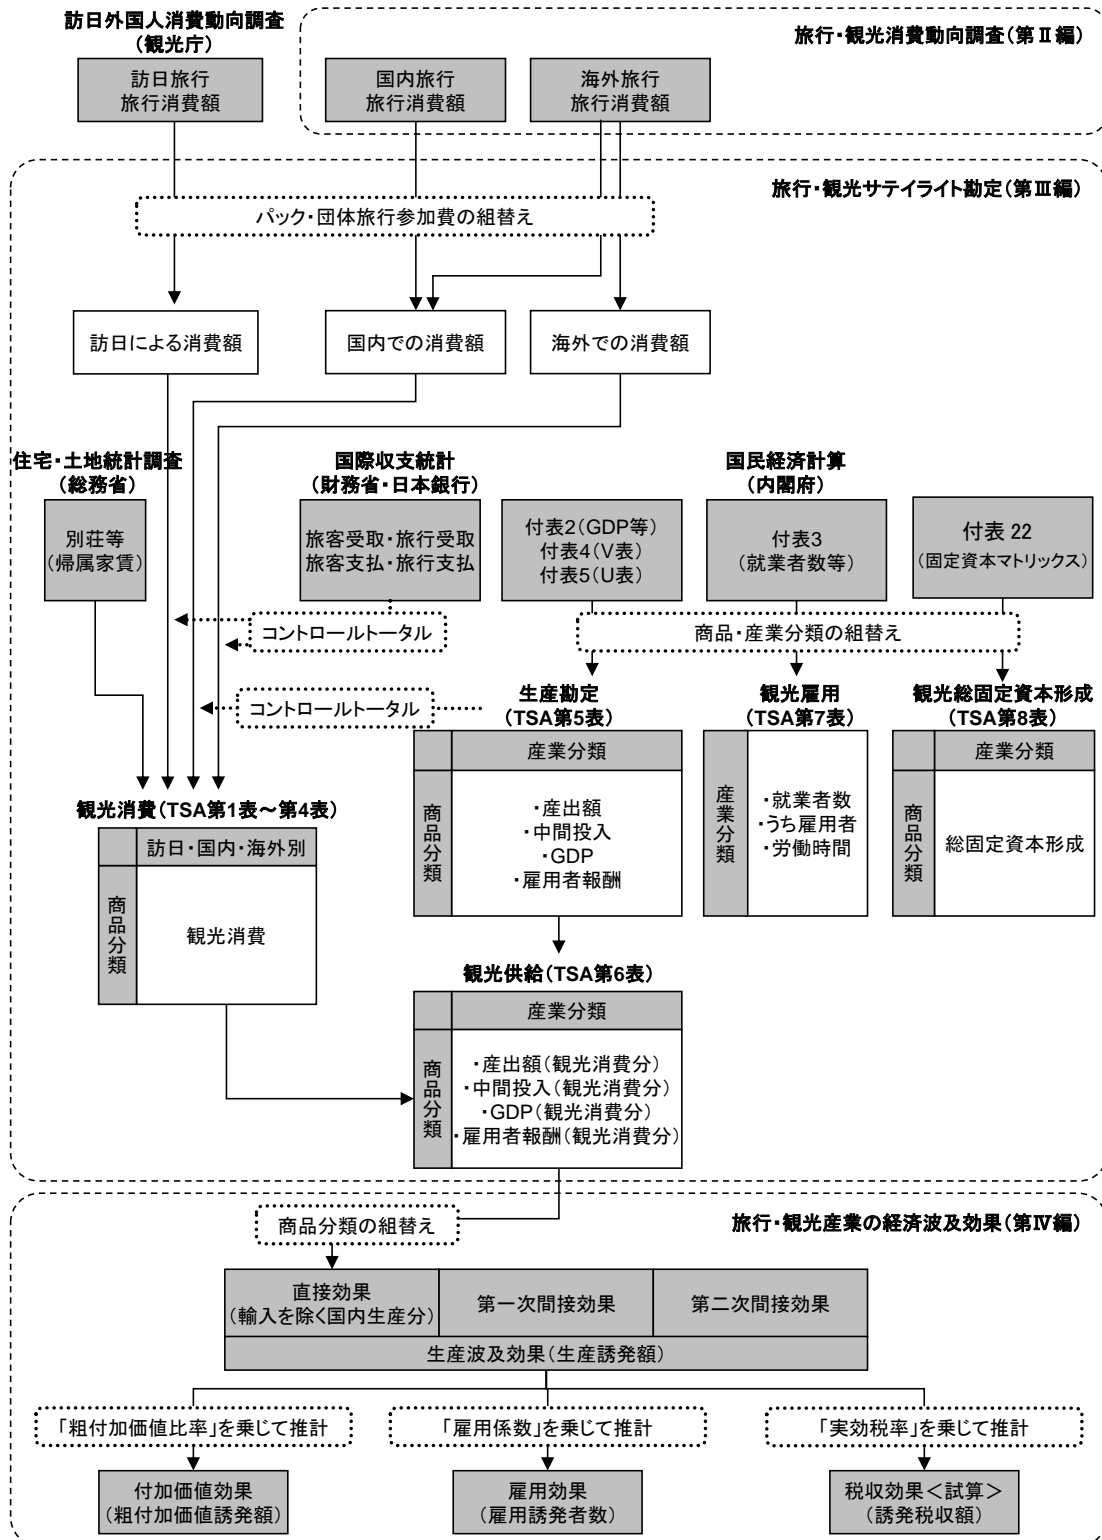 訪日外国人消費動向調査
(観光庁)
旅行・観光消費動向調査(第Ⅱ編)
訪日旅行
旅行消費額
国内旅行
旅行消費額
海外旅行
旅行消費額
旅行・観光サテイライト勘定(第Ⅲ編)
パック・団体旅行参加費の組替え
訪日による消費額
国内での消費額
海外での消費額
住宅・土地統計調査
(総務省)
国際収支統計
(財務省・日本銀行)
国民経済計算
(内閣府)
別荘等
(帰属家賃)
旅客受取・旅行受取
旅客支払・旅行支払
付表2(GDP等)
付表4(V表)
付表5(U表)
付表3
(就業者数等)
付表 22
(固定資本マトリックス)
コントロールトータル
商品・産業分類の組替え
コントロールトータル
生産勘定
(TSA第5表)
観光雇用
(TSA第7表)
観光総固定資本形成
(TSA第8表)
産業分類
商品分類
・産出額
・中間投入
・GDP
・雇用者報酬
産業分類
・就業者数
・うち雇用者
・労働時間
産業分類
商品分類
総固定資本形成
観光消費(TSA第1表～第4表)
訪日・国内・海外別
商品分類
観光消費
観光供給(TSA第6表)
産業分類
商品分類
・産出額(観光消費分)
・中間投入(観光消費分)
・GDP(観光消費分)
・雇用者報酬(観光消費分)
旅行・観光産業の経済波及効果(第Ⅳ編)
商品分類の組替え
直接効果
(輸入を除く国内生産分)
第一次間接効果
第二次間接効果
生産波及効果(生産誘発額)
「粗付加価値比率」を乗じて推計
「雇用係数」を乗じて推計
「実効税率」を乗じて推計
付加価値効果
(粗付加価値誘発額)
雇用効果
(雇用誘発者数)
税収効果<試算>
(誘発税収額)